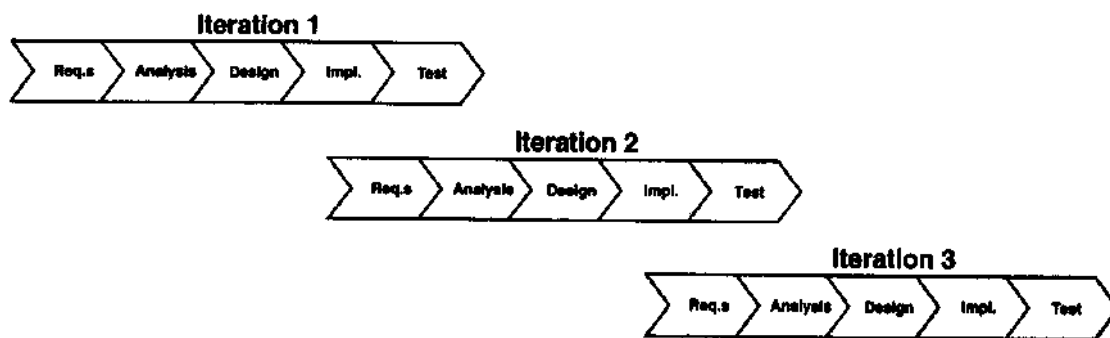 Iteration 1
Req.s Analysis Design Impl. Test
Iteration 2
Req.s Analysis Design Impl. Test
Iteration 3
Req.s Analysis Design Impl. Test